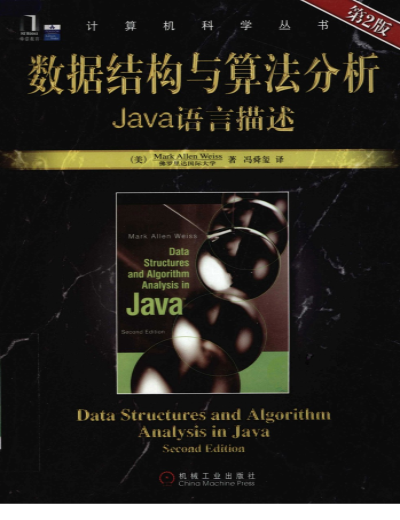 计算机科学丛书
第2版
数据结构与算法分析
Java语言描述
(美) Mark Allen Weiss 著 冯舜玺 译
佛罗里达国际大学
Mark Allen Weiss
Data
Structures
and Algorithm
Analysis in
Java
Second Edition
Data Structures and Algorithm
Analysis in Java
Second Edition
机械工业出版社
China Machine Press